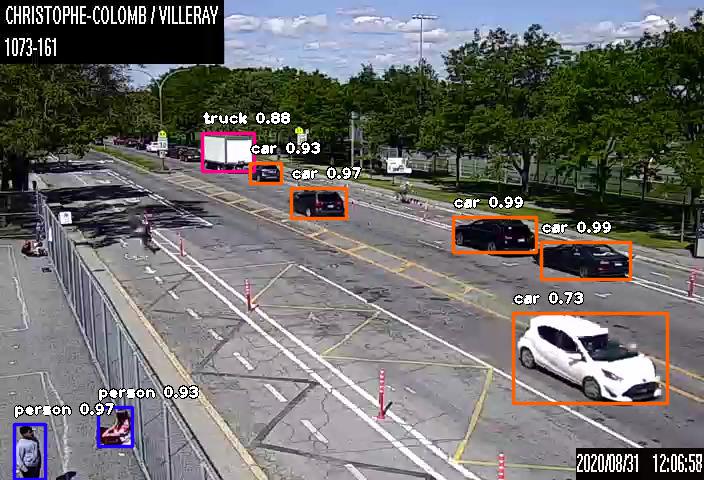 CHRISTOPHE-COLOMB / VILLERAY
1073-161
truck 0.88
car 0.93
car 0.97
car 0.99
car 0.99
car 0.73
person 0.93
person 0.97
2020/08/31 12:06:58